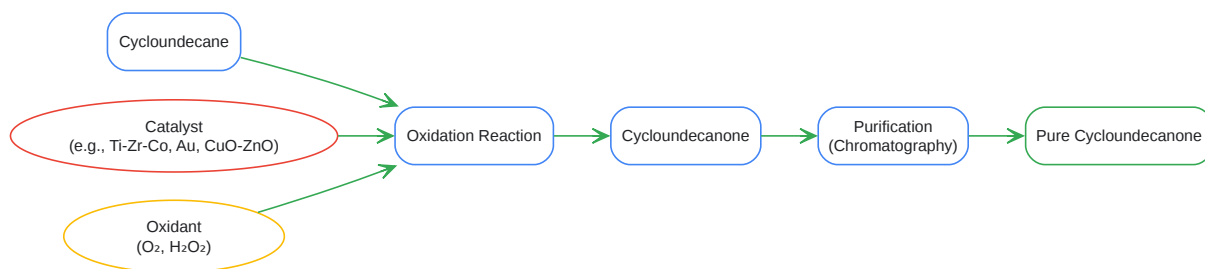 Cycloundecane
Catalyst
(e.g., Ti-Zr-Co, Au, CuO-ZnO)
Oxidant
(O₂, H₂O₂)
Oxidation Reaction
Cycloundecanone
Purification
(Chromatography)
Pure Cycloundecanone